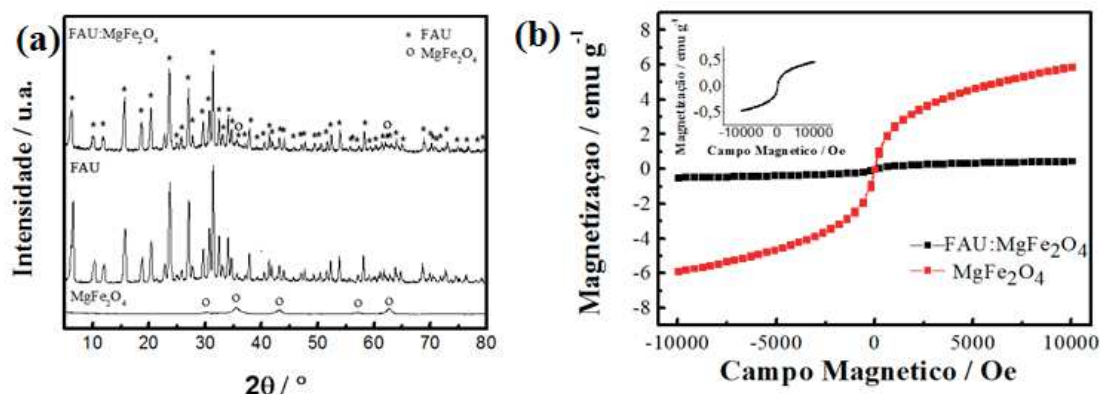 (a)
Intensidade / u.a.
FAU:MgFe₂O₄
* FAU
o MgFe₂O₄
FAU
MgFe₂O₄
10 20 30 40 50 60 70 80
2θ / °
(b)
Magnetizaçao / emu g⁻¹
8
6
4
2
0
-2
-4
-6
-8
Magnetização / emu g⁻¹
0,5
0,0
-0,5
-10000 0 10000
Campo Magnetico / Oe
FAU:MgFe₂O₄
MgFe₂O₄
-10000 -5000 0 5000 10000
Campo Magnetico / Oe